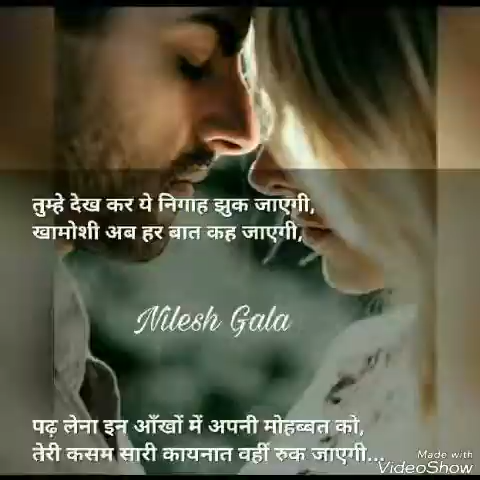 तुम्हे देख कर ये निगाह झुक जाएगी,
खामोशी अब हर बात कह जाएगी,
Nilesh Gala
पढ़ लेना इन आँखों में अपनी मोहब्बत को,
तेरी कसम सारी कायनात वहीं रुक जाएगी...
Made with
VideoShow